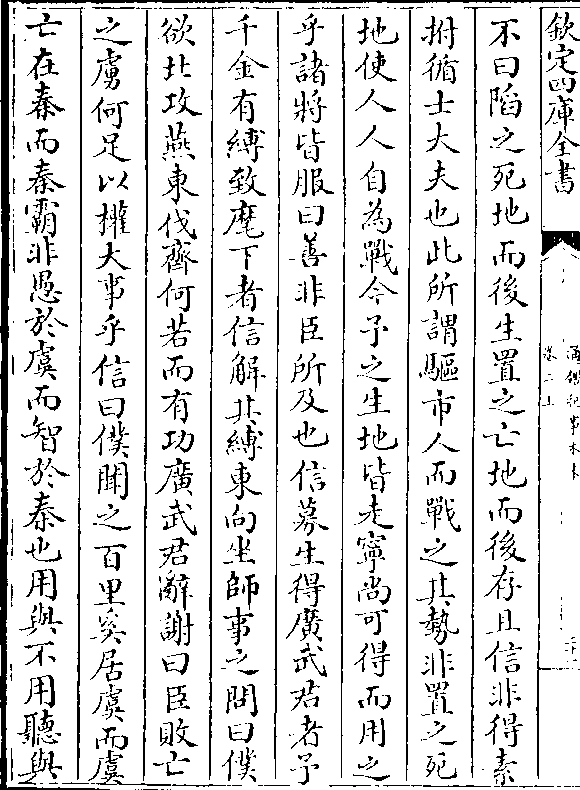 欽定四庫全書
通鑑紀事本末
卷二上
不曰陷之死地而後生置之亡地而後存且信非得素
拊循士大夫也此所謂驅市人而戰之其勢非置之死
地使人人自為戰今予之生地皆走寧尚可得而用之
乎諸將皆服曰善非臣所及也信募生得廣武君者予
千金有縛致麾下者信解其縛東向坐師事之問曰僕
欲北攻燕東伐齊何若而有功廣武君辭謝曰臣敗亡
之虜何足以權大事乎信曰僕聞之百里奚居虞而虞
亡在秦而秦霸非愚於虞而智於秦也用與不用聽與